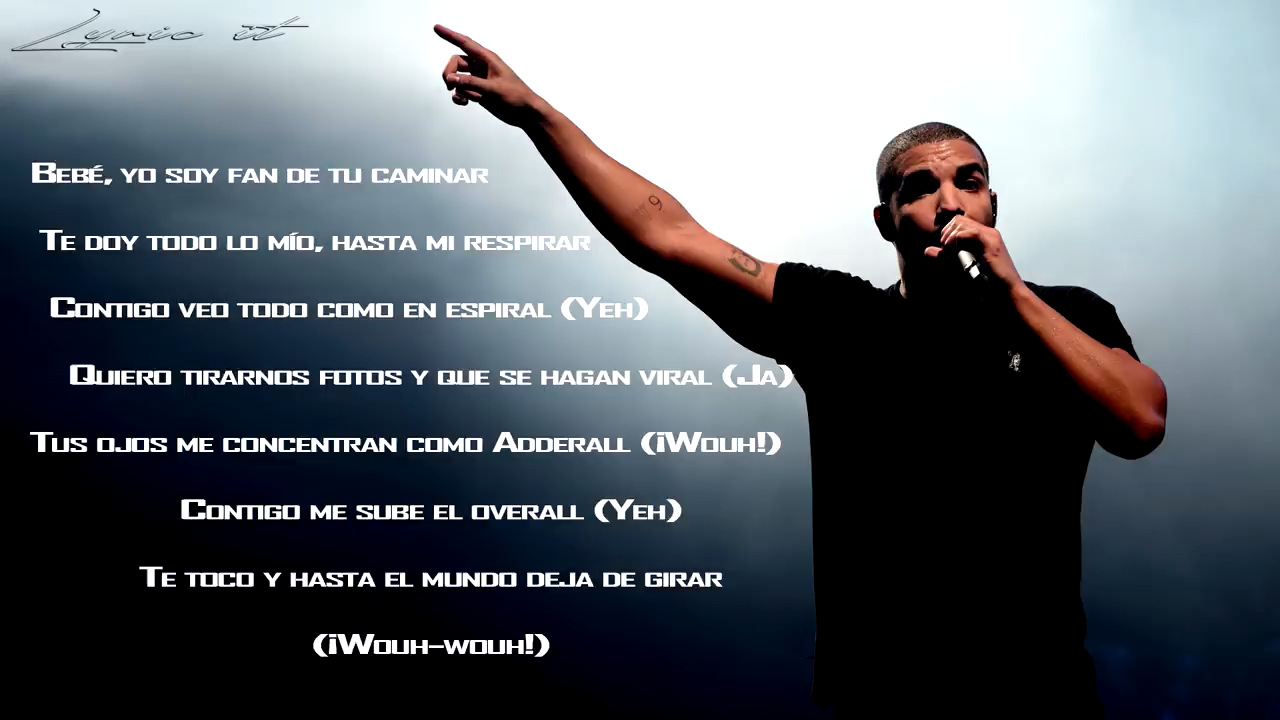 Lyric it
Bebé, yo soy fan de tu caminar
Te doy todo lo mío, hasta mi respirar
Contigo veo todo como en espiral (Yeh)
Quiero tirarnos fotos y que se hagan viral (Ja)
Tus ojos me concentran como Adderall (¡Wouh!)
Contigo me sube el overall (Yeh)
Te toco y hasta el mundo deja de girar
(¡Wouh-wouh!)